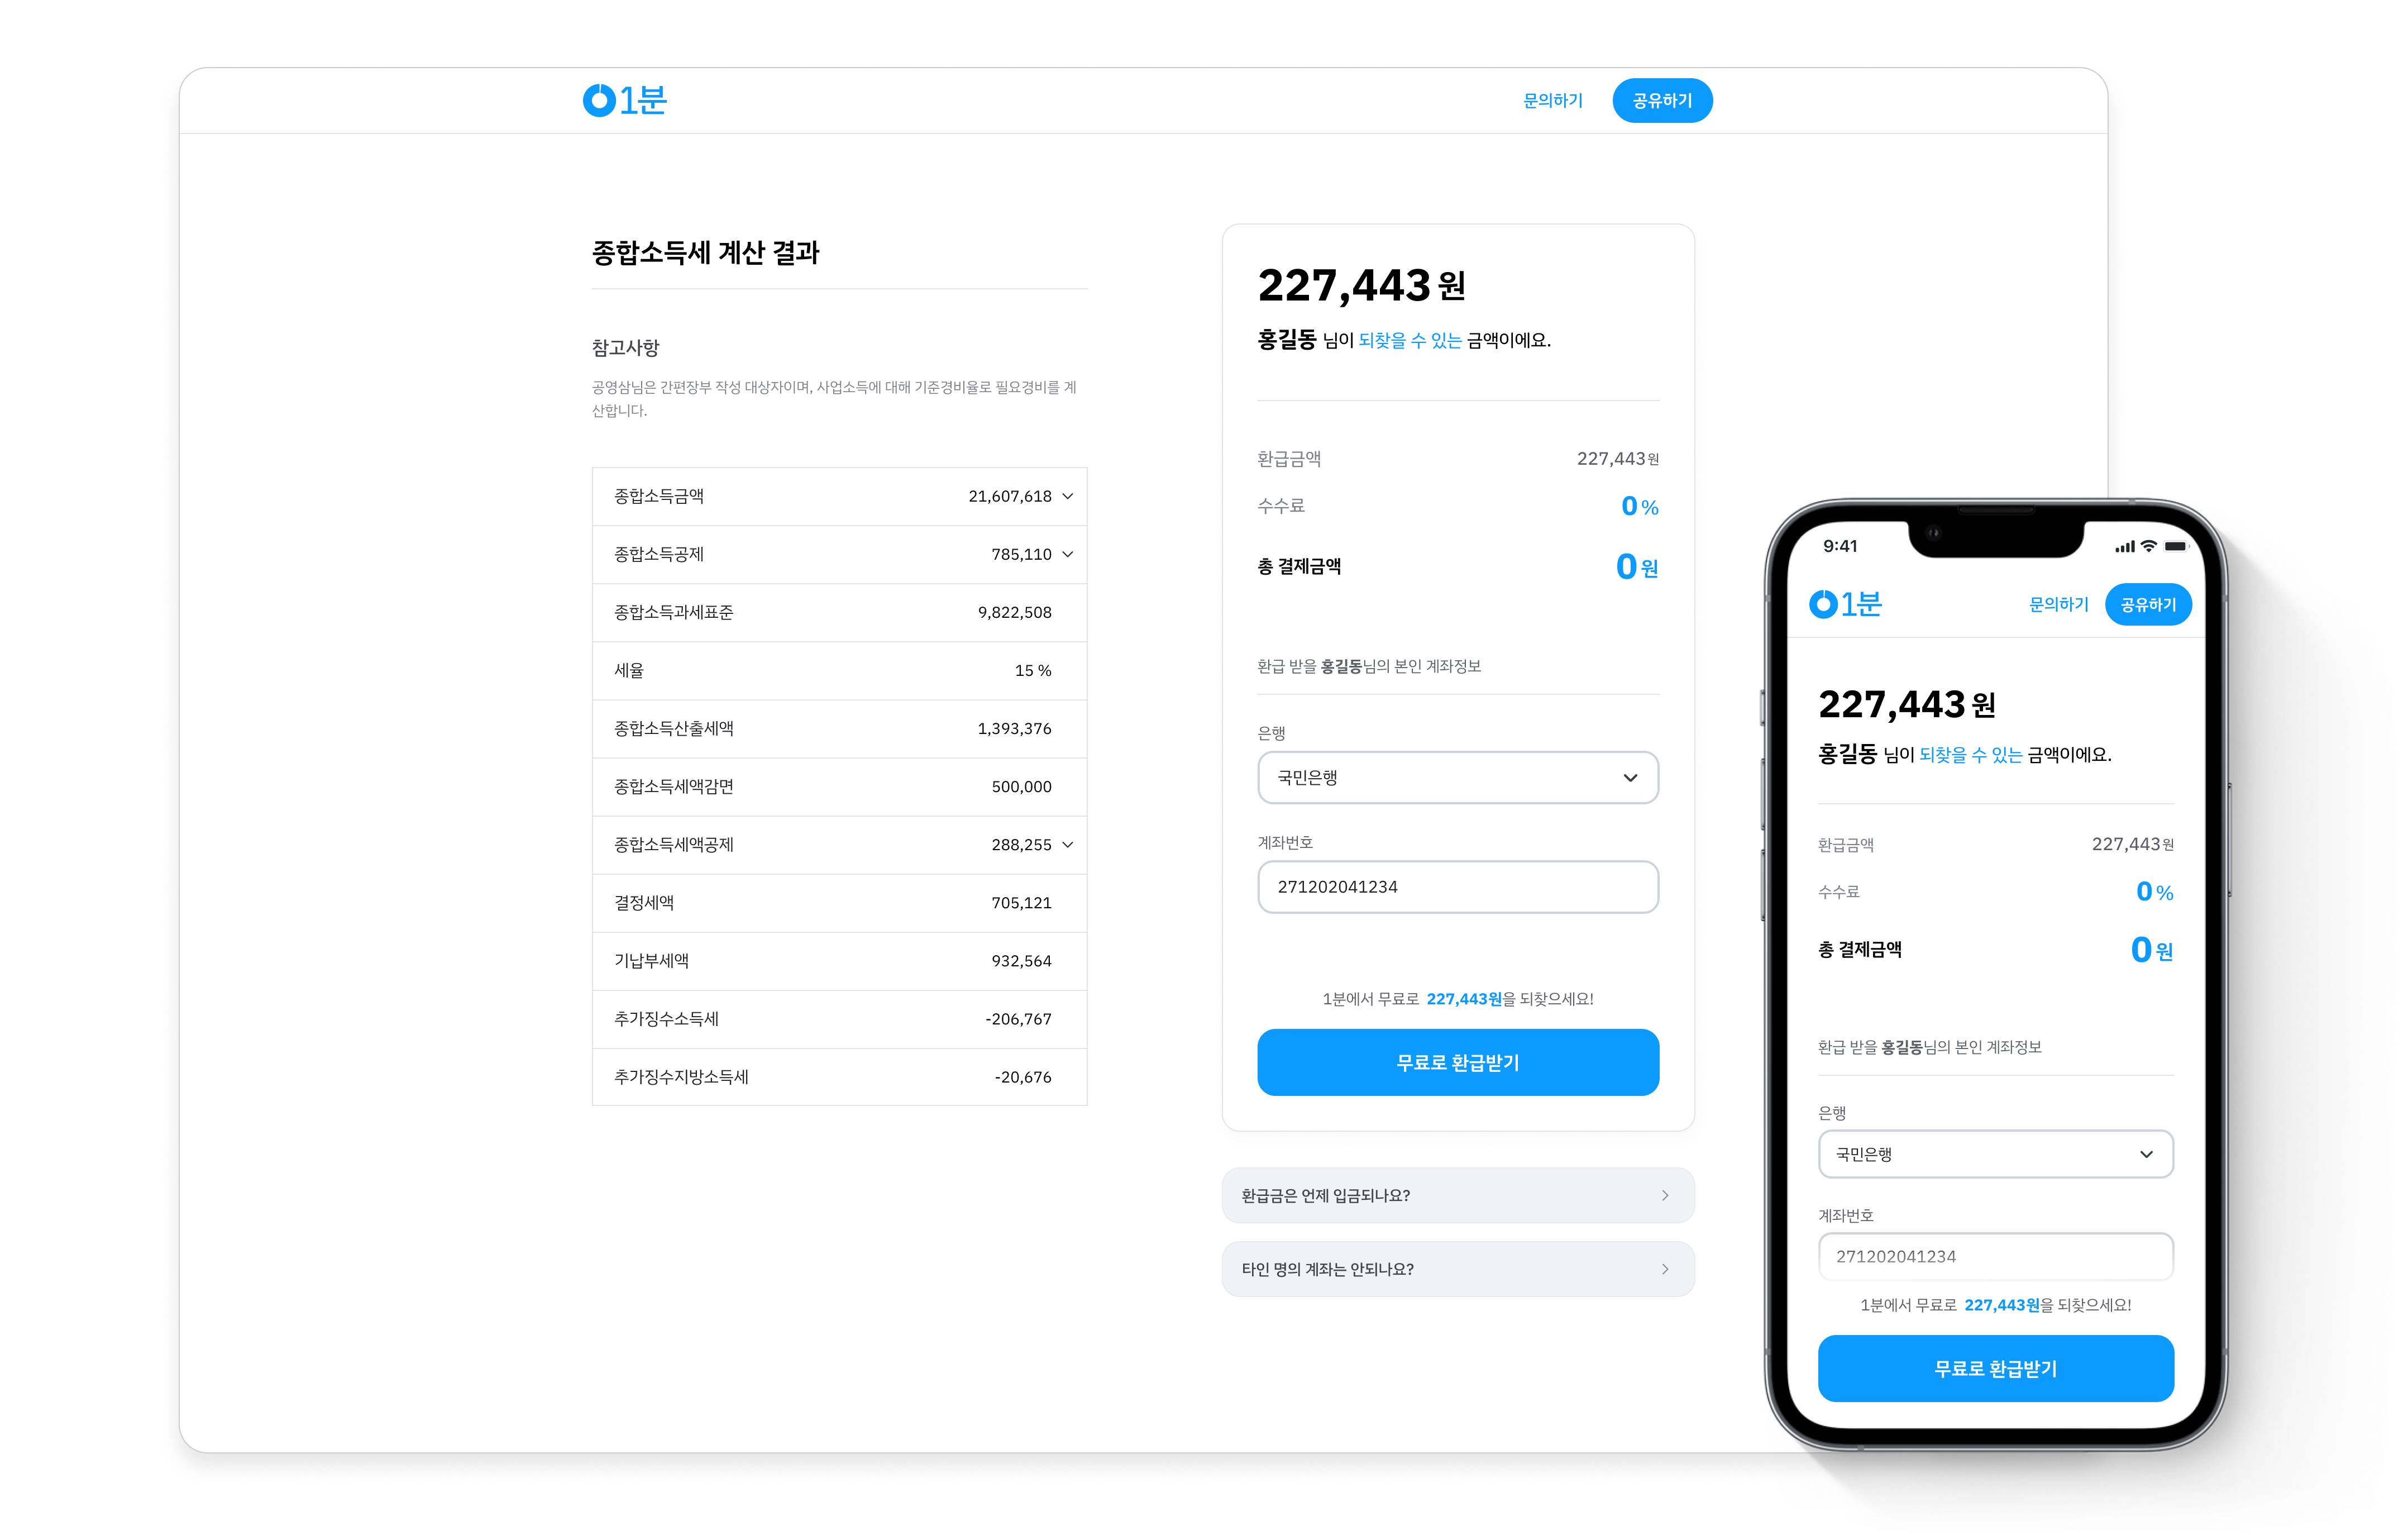 1분
문의하기
공유하기
종합소득세 계산 결과
참고사항
공영삼님은 간편장부 작성 대상자이며, 사업소득에 대해 기준경비율로 필요경비를 계
산합니다.
종합소득금액 21,607,618
종합소득공제 785,110
종합소득과세표준 9,822,508
세율 15 %
종합소득산출세액 1,393,376
종합소득세액감면 500,000
종합소득세액공제 288,255
결정세액 705,121
기납부세액 932,564
추가징수소득세 -206,767
추가징수지방소득세 -20,676
227,443 원
홍길동 님이 되찾을 수 있는 금액이에요.
환급금액 227,443원
수수료 0 %
총 결제금액 0 원
환급 받을 홍길동님의 본인 계좌정보
은행
국민은행
계좌번호
271202041234
1분에서 무료로 227,443원을 되찾으세요!
무료로 환급받기
환급금은 언제 입금되나요?
타인 명의 계좌는 안되나요?
9:41
1분
문의하기
공유하기
227,443 원
홍길동 님이 되찾을 수 있는 금액이에요.
환급금액 227,443원
수수료 0 %
총 결제금액 0 원
환급 받을 홍길동님의 본인 계좌정보
은행
국민은행
계좌번호
271202041234
1분에서 무료로 227,443원을 되찾으세요!
무료로 환급받기